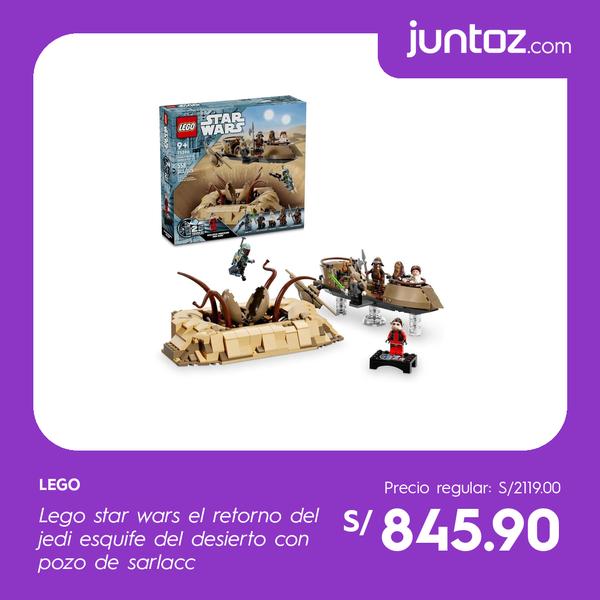 juntoz.com
LEGO
STAR
WARS
9+
LEGO
Lego star wars el retorno del
jedi esquife del desierto con
pozo de sarlacc
Precio regular: S/2119.00
S/ 845.90